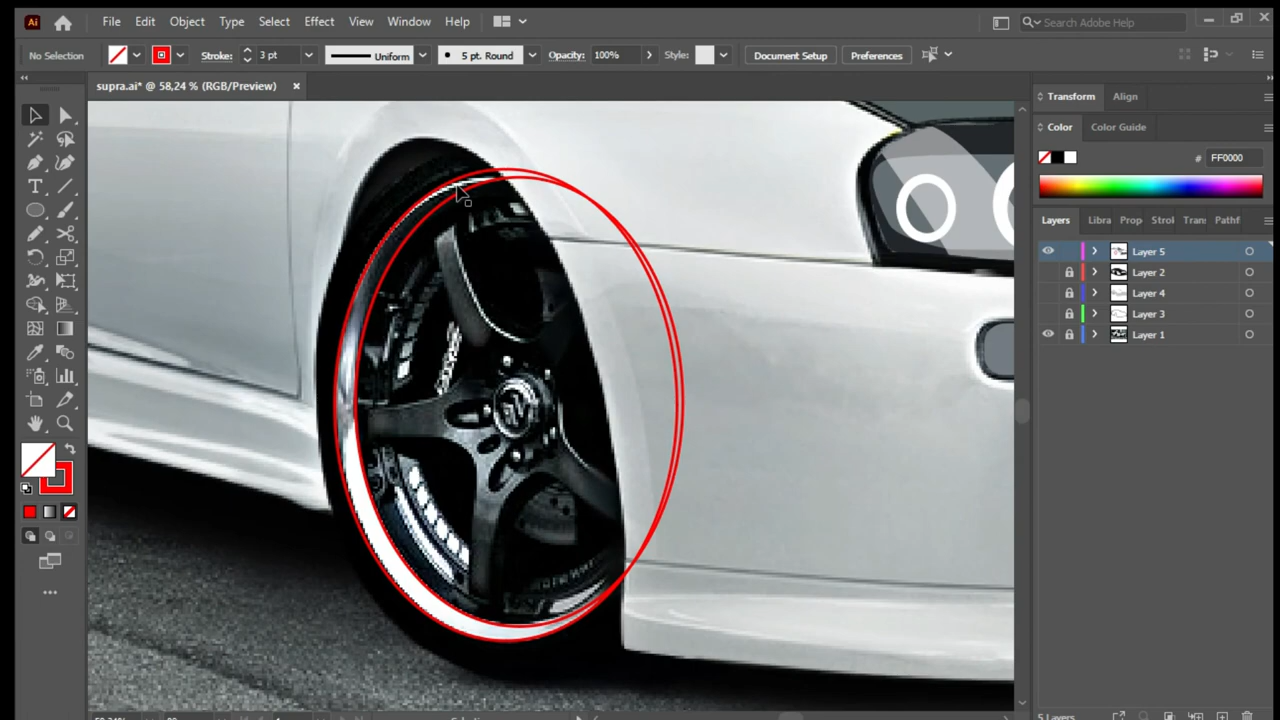 Ai File Edit Object Type Select Effect View Window Help Search Adobe Help
No Selection Stroke: 3 pt Uniform 5 pt. Round Opacity: 100% Style: Document Setup Preferences
supra.ai* @ 58,24 % (RGB/Preview)
Transform Align
Color Color Guide
# FF0000
Layers Libra Prop Strol Tran Pathf
Layer 5
Layer 2
Layer 4
Layer 3
Layer 1
5 Layers